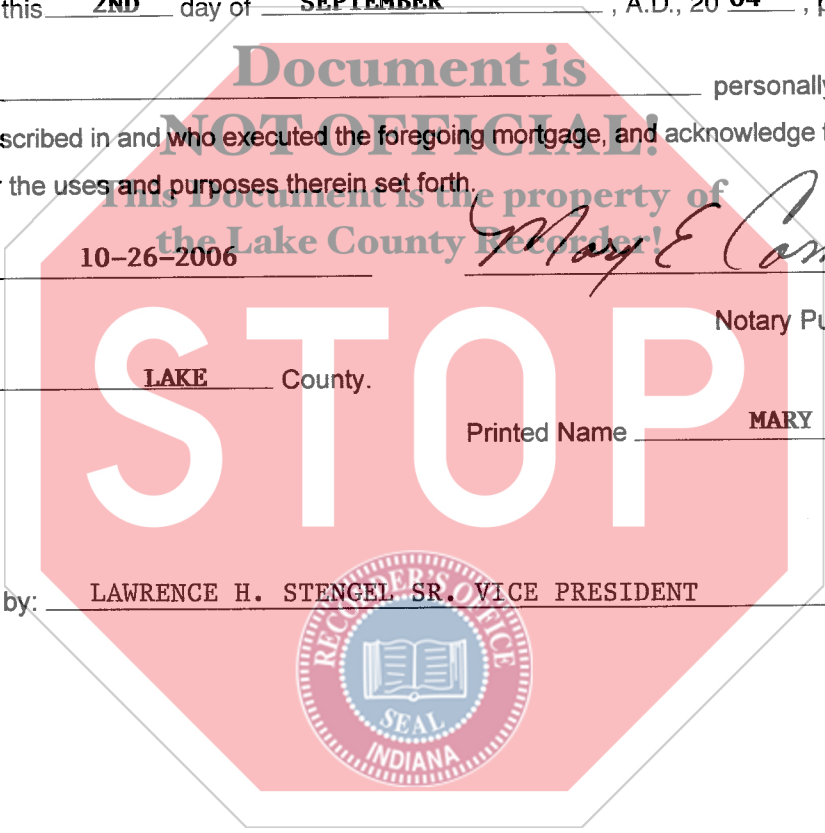 this 2ND day of SEPTEMBER , A.D., 20 04 , p
Document is
personally
NOT OFFICIAL!
scribed in and who executed the foregoing mortgage, and acknowledge t
the uses and purposes therein set forth.
This Document is the property of
the Lake County Recorder!
10-26-2006
Mary E
Notary Pu
STOP
LAKE County.
Printed Name MARY
by: LAWRENCE H. STENGEL SR. VICE PRESIDENT
RECORDER'S OFFICE
SEAL
INDIANA